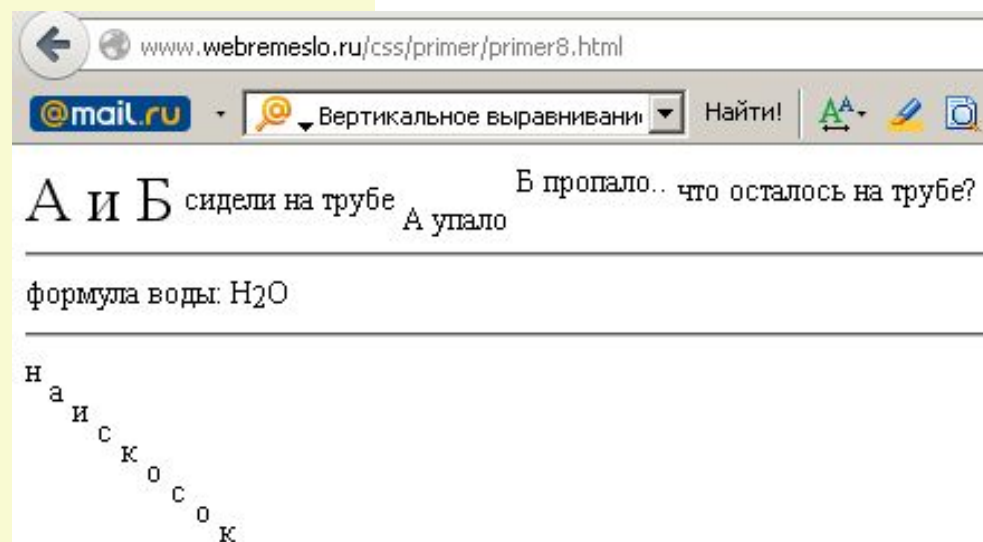 www.webremeslo.ru/css/primer/primer8.html
@mail.ru Вертикальное выравнивани Найти!
А и Б сидели на трубе А упало Б пропало.. что осталось на трубе?
формула воды: H2O
н
а
и
с
к
о
с
о
к